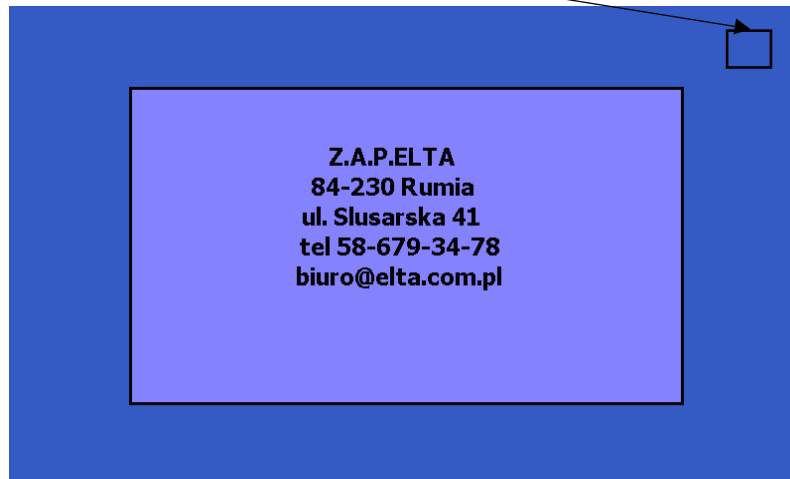 Z.A.P.ELTA
84-230 Rumia
ul. Slusarska 41
tel 58-679-34-78
biuro@elta.com.pl